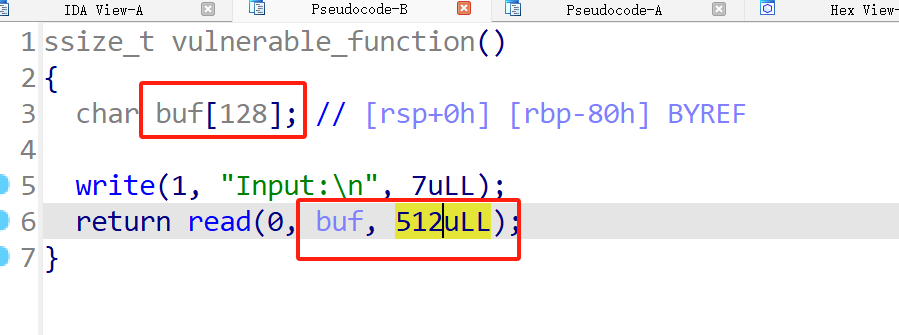 IDA View-A Pseudocode-B Pseudocode-A Hex View-
1 ssize_t vulnerable_function()
2 {
3 char buf[128]; // [rsp+0h] [rbp-80h] BYREF
4
5 write(1, "Input:\n", 7uLL);
6 return read(0, buf, 512uLL);
7 }